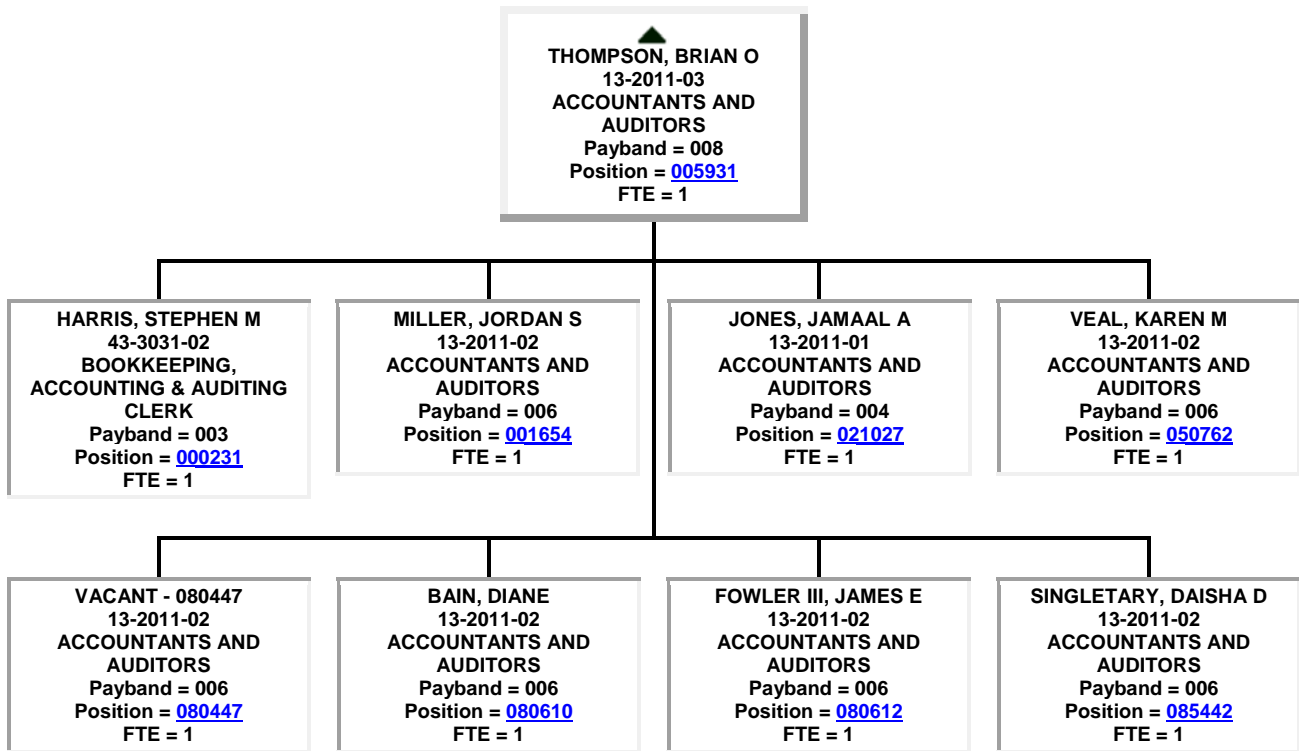 THOMPSON, BRIAN O
13-2011-03
ACCOUNTANTS AND
AUDITORS
Payband = 008
Position = 005931
FTE = 1
HARRIS, STEPHEN M
43-3031-02
BOOKKEEPING,
ACCOUNTING & AUDITING
CLERK
Payband = 003
Position = 000231
FTE = 1
MILLER, JORDAN S
13-2011-02
ACCOUNTANTS AND
AUDITORS
Payband = 006
Position = 001654
FTE = 1
JONES, JAMAAL A
13-2011-01
ACCOUNTANTS AND
AUDITORS
Payband = 004
Position = 021027
FTE = 1
VEAL, KAREN M
13-2011-02
ACCOUNTANTS AND
AUDITORS
Payband = 006
Position = 050762
FTE = 1
VACANT - 080447
13-2011-02
ACCOUNTANTS AND
AUDITORS
Payband = 006
Position = 080447
FTE = 1
BAIN, DIANE
13-2011-02
ACCOUNTANTS AND
AUDITORS
Payband = 006
Position = 080610
FTE = 1
FOWLER III, JAMES E
13-2011-02
ACCOUNTANTS AND
AUDITORS
Payband = 006
Position = 080612
FTE = 1
SINGLETARY, DAISHA D
13-2011-02
ACCOUNTANTS AND
AUDITORS
Payband = 006
Position = 085442
FTE = 1